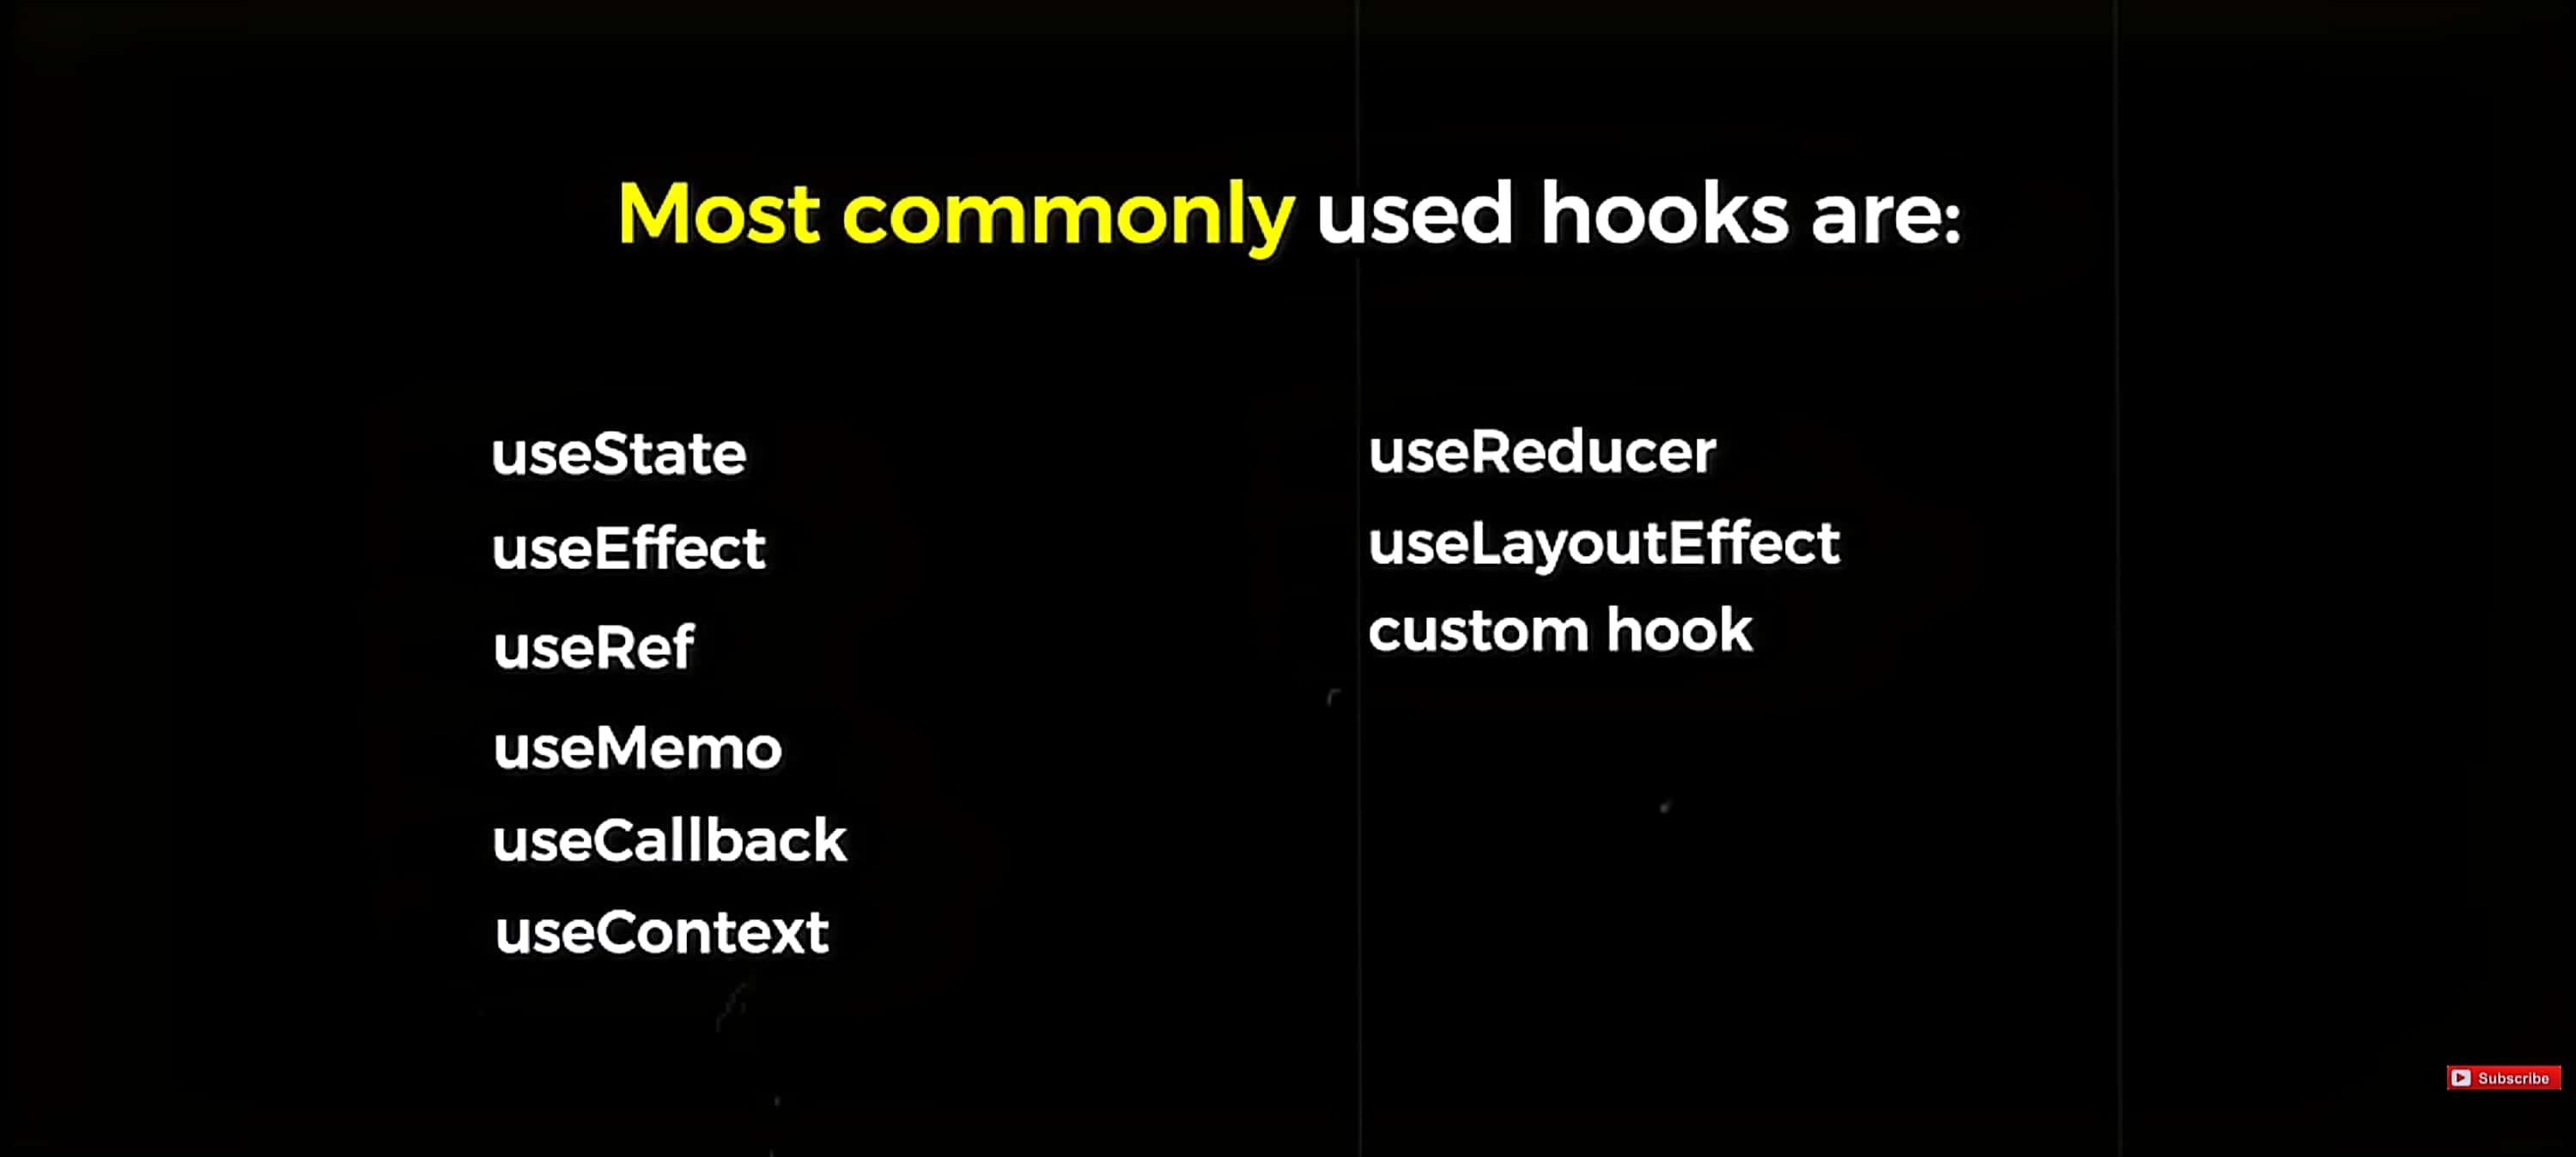 Most commonly used hooks are:
useState
useEffect
useRef
useMemo
useCallback
useContext
useReducer
useLayoutEffect
custom hook
Subscribe